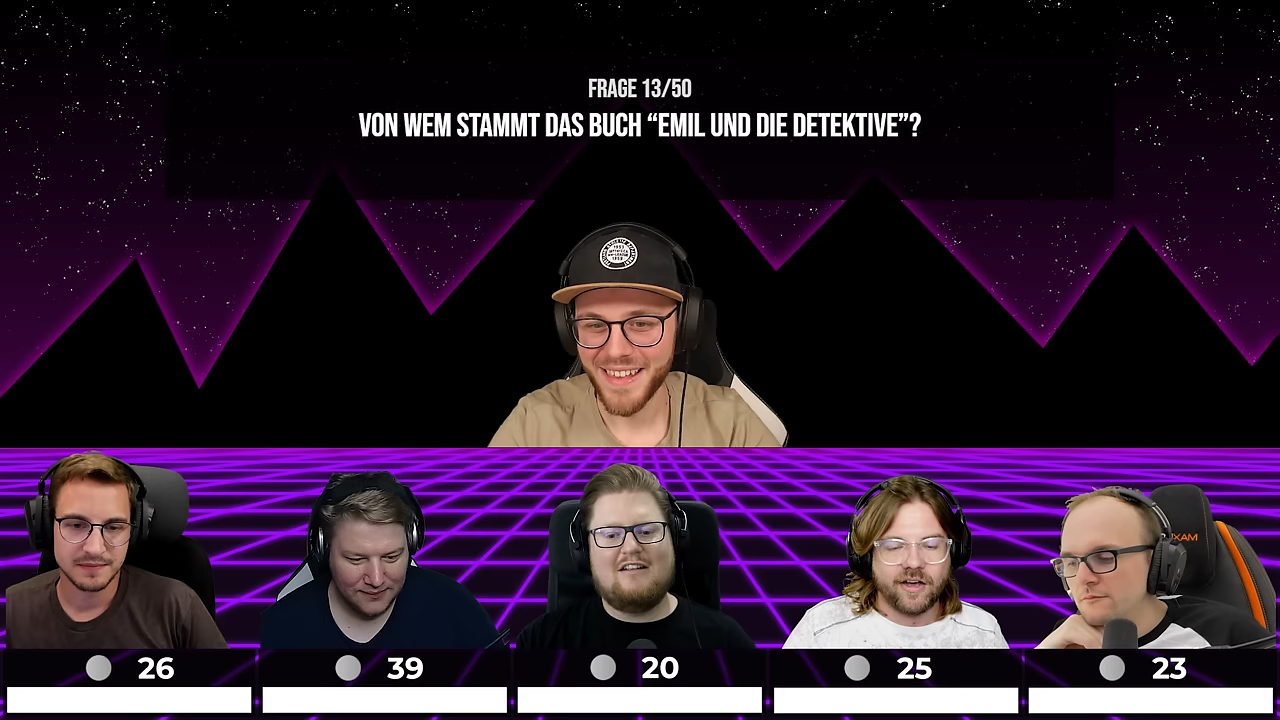 FRAGE 13/50
VON WEM STAMMT DAS BUCH “EMIL UND DIE DETEKTIVE”?
26
39
20
25
23